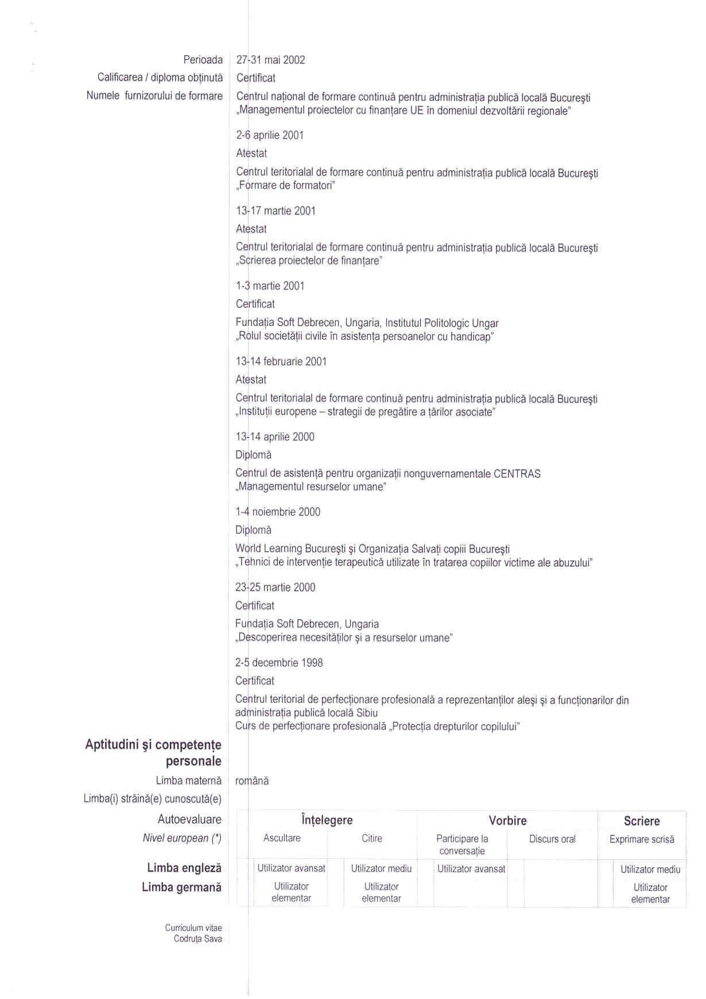 Perioada 27-31 mai 2002
Calificarea / diploma obţinută Certificat
Numele furnizorului de formare Centrul naţional de formare continuă pentru administraţia publică locală Bucureşti
„Managementul proiectelor cu finanţare UE în domeniul dezvoltării regionale”
2-6 aprilie 2001
Atestat
Centrul teritorialal de formare continuă pentru administraţia publică locală Bucureşti
„Formare de formatori”
13-17 martie 2001
Atestat
Centrul teritorialal de formare continuă pentru administraţia publică locală Bucureşti
„Scrierea proiectelor de finanţare”
1-3 martie 2001
Certificat
Fundaţia Soft Debrecen, Ungaria, Institutul Politologic Ungar
„Rolul societăţii civile în asistenţa persoanelor cu handicap”
13-14 februarie 2001
Atestat
Centrul teritorialal de formare continuă pentru administraţia publică locală Bucureşti
„Instituţii europene – strategii de pregătire a ţărilor asociate”
13-14 aprilie 2000
Diplomă
Centrul de asistenţă pentru organizaţii nonguvernamentale CENTRAS
„Managementul resurselor umane”
1-4 noiembrie 2000
Diplomă
World Learning Bucureşti şi Organizaţia Salvaţi copiii Bucureşti
„Tehnici de intervenţie terapeutică utilizate în tratarea copiilor victime ale abuzului”
23-25 martie 2000
Certificat
Fundaţia Soft Debrecen, Ungaria
„Descoperirea necesităţilor şi a resurselor umane”
2-5 decembrie 1998
Certificat
Centrul teritorial de perfecţionare profesională a reprezentanţilor aleşi şi a funcţionarilor din
administraţia publică locală Sibiu
Curs de perfecţionare profesională „Protecţia drepturilor copilului”
Aptitudini şi competenţe
personale
Limba maternă română
Limba(i) străină(e) cunoscută(e)
Autoevaluare Înţelegere Vorbire Scriere
Nivel european (*) Ascultare Citire Participare la Discurs oral Exprimare scrisă
conversaţie
Limba engleză Utilizator avansat Utilizator mediu Utilizator avansat Utilizator mediu
Limba germană Utilizator Utilizator Utilizator
elementar elementar elementar
Curriculum vitae
Codruţa Sava